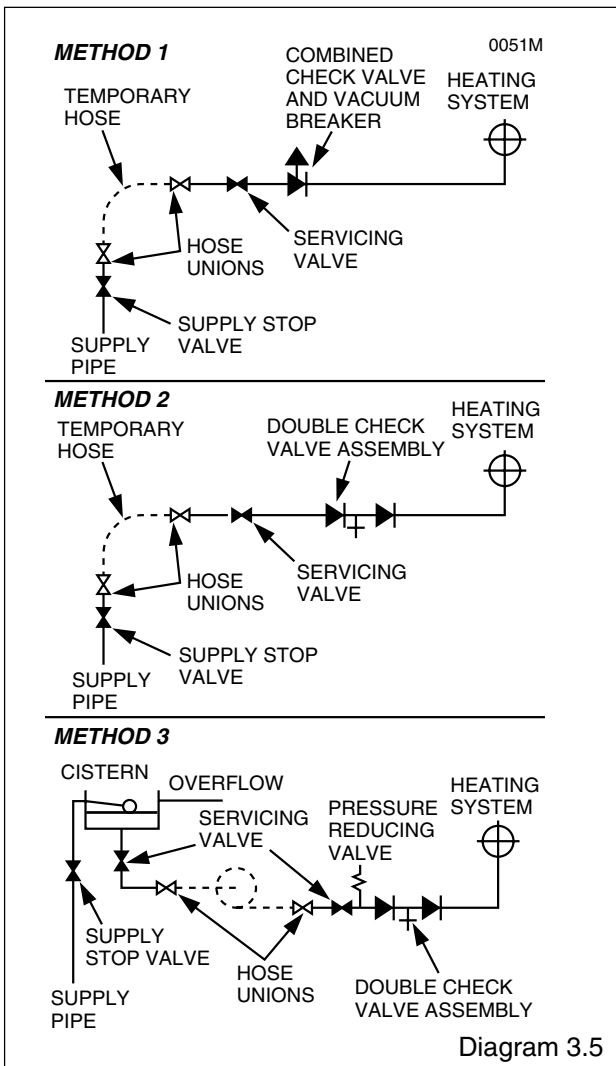 METHOD 1
0051M
COMBINED
CHECK VALVE
AND VACUUM
BREAKER
HEATING
SYSTEM
TEMPORARY
HOSE
HOSE
UNIONS
SERVICING
VALVE
SUPPLY STOP
VALVE
SUPPLY
PIPE
METHOD 2
TEMPORARY
HOSE
DOUBLE CHECK
VALVE ASSEMBLY
HEATING
SYSTEM
HOSE
UNIONS
SERVICING
VALVE
SUPPLY STOP
VALVE
SUPPLY
PIPE
METHOD 3
CISTERN
OVERFLOW
SERVICING
VALVE
PRESSURE
REDUCING
VALVE
HEATING
SYSTEM
SUPPLY
STOP VALVE
HOSE
UNIONS
DOUBLE CHECK
VALVE ASSEMBLY
SUPPLY
PIPE
Diagram 3.5